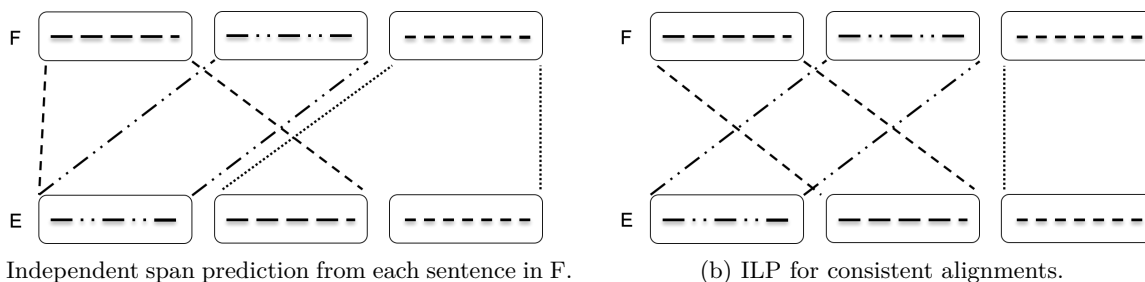 F
F
E
E
Independent span prediction from each sentence in F.
(b) ILP for consistent alignments.